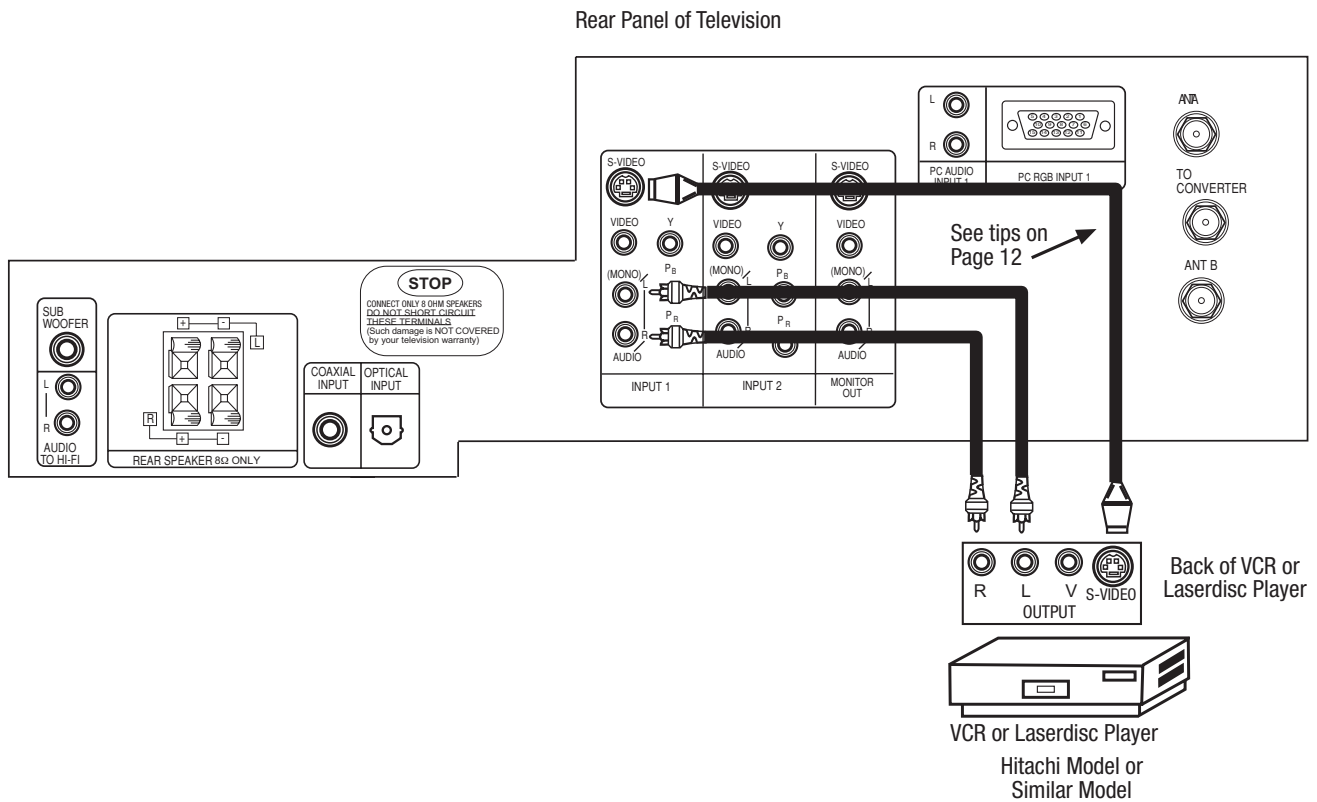 Rear Panel of Television
L
R
PC AUDIO
INPUT 1
PC RGB INPUT 1
ANTA
TO
CONVERTER
ANT B
S-VIDEO
VIDEO
Y
(MONO)
L
PB
R
PR
AUDIO
INPUT 1
S-VIDEO
VIDEO
Y
(MONO)
L
PB
R
PR
AUDIO
INPUT 2
S-VIDEO
VIDEO
(MONO)
L
R
AUDIO
MONITOR
OUT
See tips on
Page 12
SUB
WOOFER
L
R
AUDIO
TO HI-FI
+ -
L
R
+ -
REAR SPEAKER 8Ω ONLY
STOP
CONNECT ONLY 8 OHM SPEAKERS
DO NOT SHORT CIRCUIT
THESE TERMINALS
(Such damage is NOT COVERED
by your television warranty)
COAXIAL
INPUT
OPTICAL
INPUT
R L V S-VIDEO
OUTPUT
Back of VCR or
Laserdisc Player
VCR or Laserdisc Player
Hitachi Model or
Similar Model